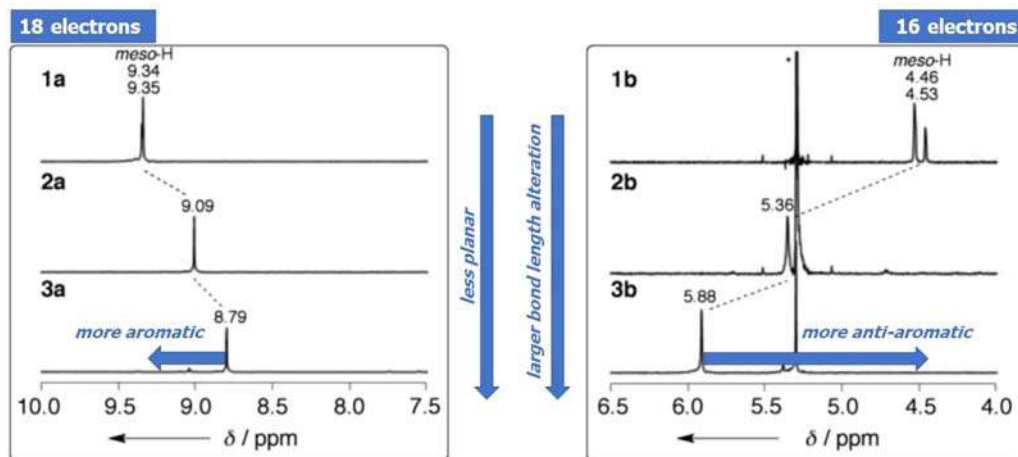 18 electrons
16 electrons
1a
meso-H
9.34
9.35
2a
9.09
3a
8.79
more aromatic
10.0 9.5 9.0 8.5 8.0 7.5
δ / ppm
less planar
larger bond length alteration
1b
*
meso-H
4.46
4.53
2b
5.36
3b
5.88
more anti-aromatic
6.5 6.0 5.5 5.0 4.5 4.0
δ / ppm